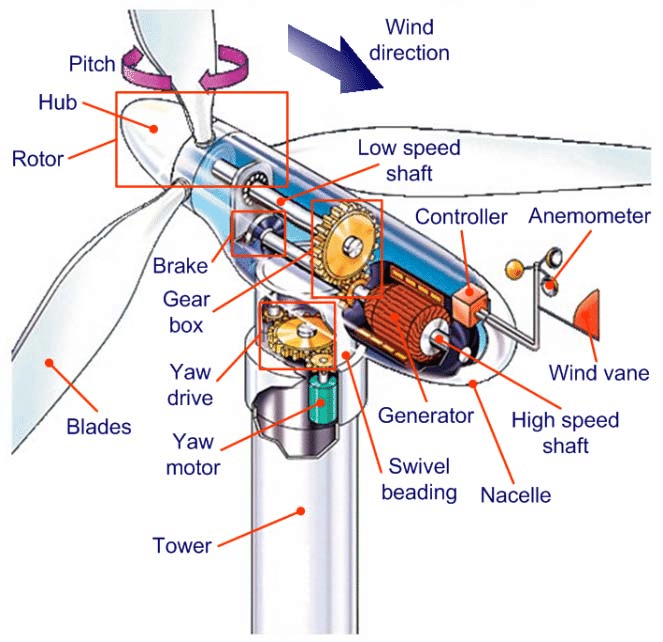 Wind
direction
Pitch
Hub
Rotor
Low speed
shaft
Controller
Anemometer
Brake
Gear
box
Yaw
drive
Wind vane
Generator
High speed
shaft
Blades
Yaw
motor
Swivel
beading
Nacelle
Tower